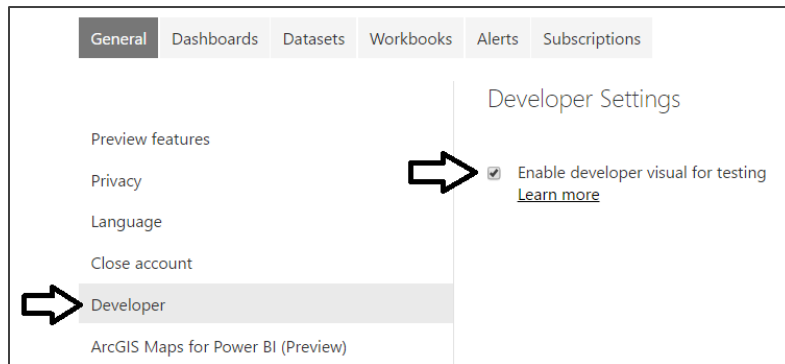 General Dashboards Datasets Workbooks Alerts Subscriptions
Developer Settings
Preview features
Privacy
Language
Close account
Developer
ArcGIS Maps for Power BI (Preview)
Enable developer visual for testing
Learn more